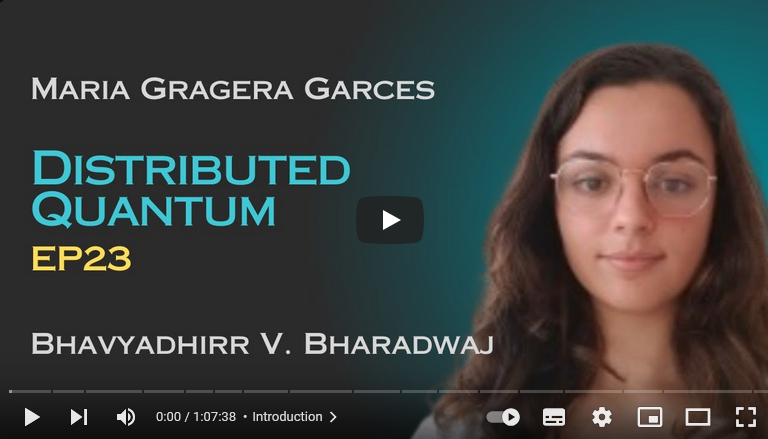 Maria Gragera Garces
Distributed
Quantum
EP23
Bhavyadhirr V. Bharadwaj
0:00 / 1:07:38 • Introduction